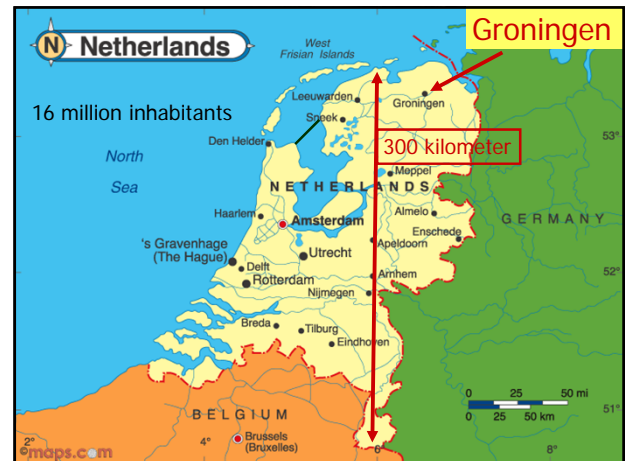 N Netherlands
Groningen
West
Frisian Islands
16 million inhabitants
Leeuwarden
Groningen
Sneek
53°
Den Helder
300 kilometer
North
Sea
Meppel
NETHERLANDS
Haarlem
Amsterdam
Almelo
GERMANY
Enschede
's Gravenhage
(The Hague)
Utrecht
Apeldoorn
Delft
52°
Rotterdam
Arnhem
Nijmegen
Breda
Tilburg
Eindhoven
0 25 50 mi
0 25 50 km
51°
BELGIUM
Brussels
(Bruxelles)
2°
4°
6°
8°
©maps.com